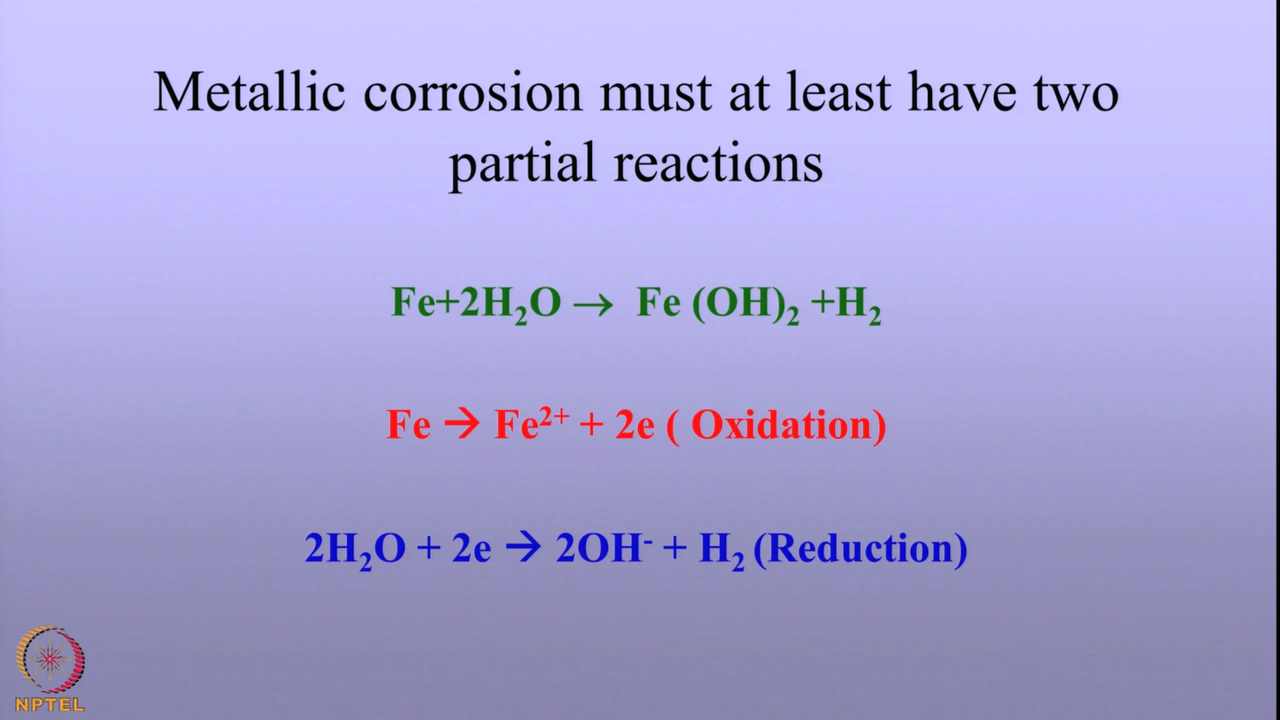 Metallic corrosion must at least have two
partial reactions
Fe+2H₂O → Fe (OH)₂ +H₂
Fe → Fe²⁺ + 2e ( Oxidation)
2H₂O + 2e → 2OH⁻ + H₂ (Reduction)
NPTEL